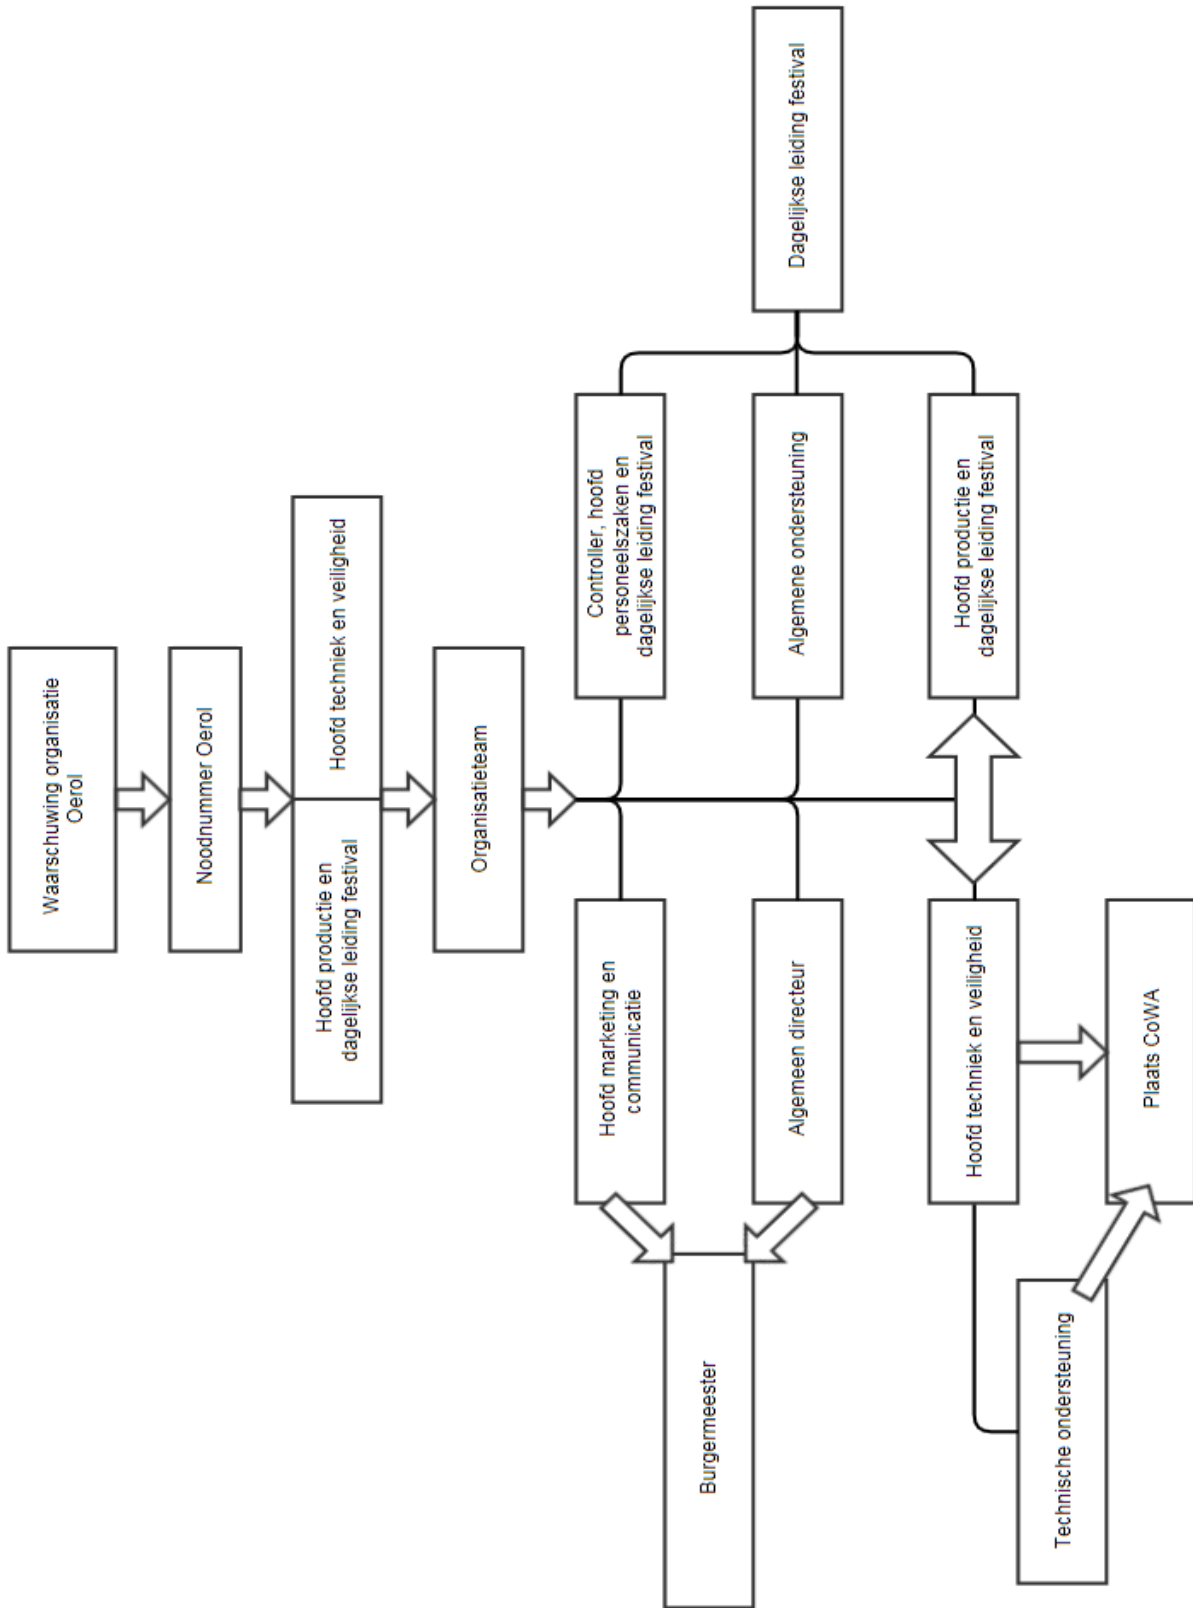 Waarschuwing organisatie
Oerol
Noodnummer Oerol
Hoofd productie en
dagelijkse leiding festival
Hoofd techniek en veiligheid
Organisatieteam
Hoofd marketing en
communicatie
Controller, hoofd
personeelszaken en
dagelijkse leiding festival
Burgermeester
Algemeen directeur
Algemene ondersteuning
Dagelijkse leiding festival
Hoofd techniek en veiligheid
Hoofd productie en
dagelijkse leiding festival
Technische ondersteuning
Plaats CoWA